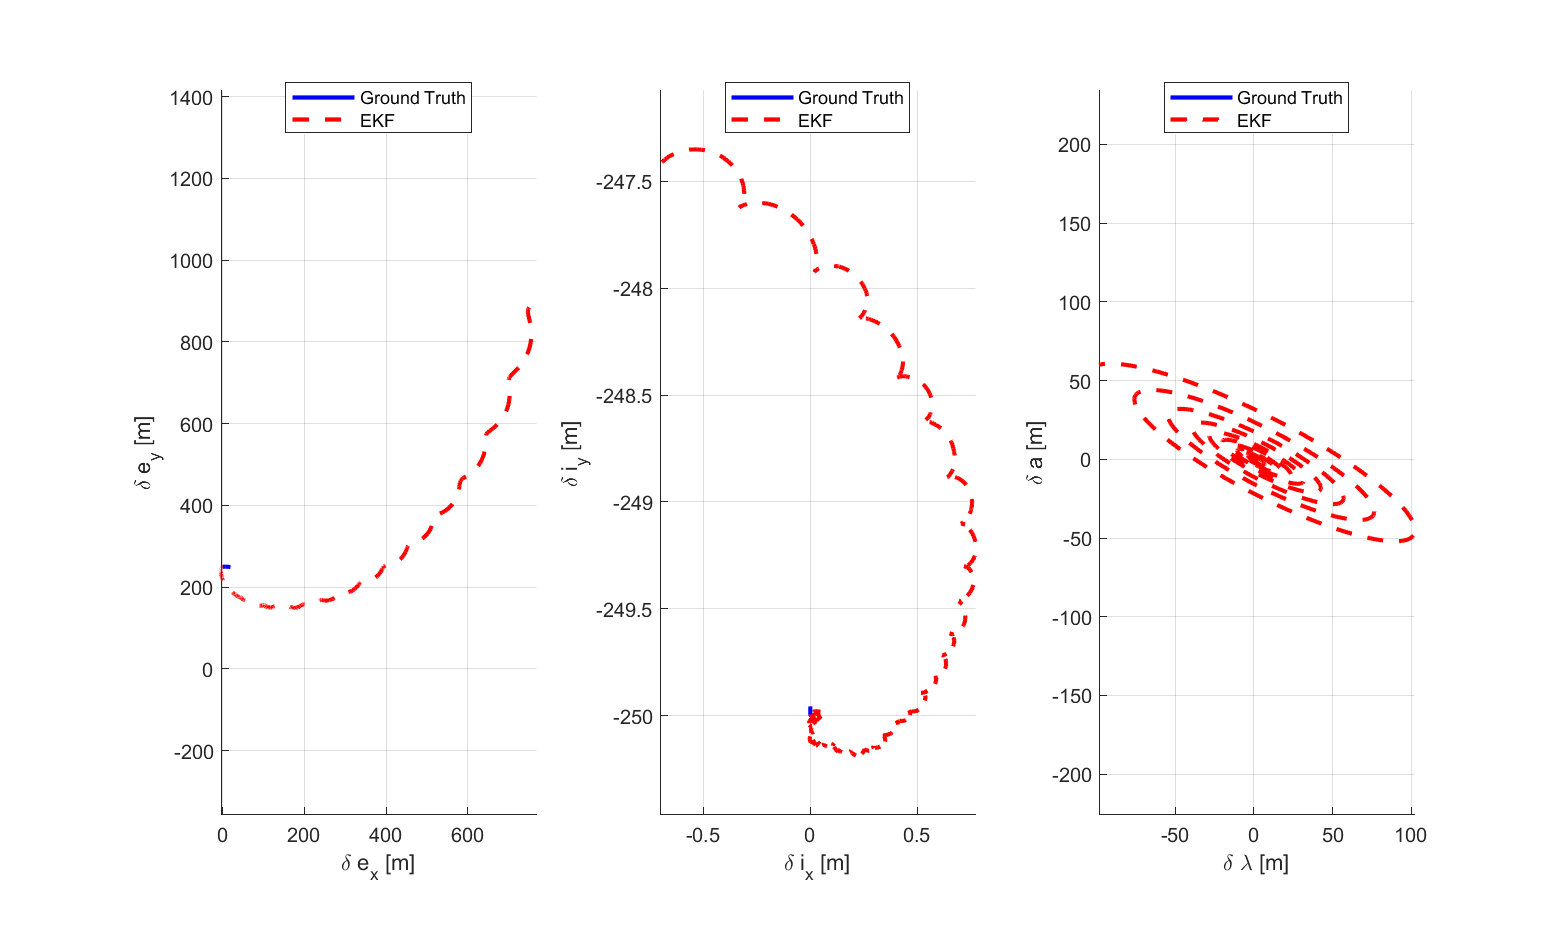 Ground Truth
EKF
1400
1200
1000
800
600
400
200
0
-200
0
200
400
600
δ e_y [m]
δ e_x [m]
Ground Truth
EKF
-247.5
-248
-248.5
-249
-249.5
-250
-0.5
0
0.5
δ i_y [m]
δ i_x [m]
Ground Truth
EKF
200
150
100
50
0
-50
-100
-150
-200
-50
0
50
100
δ a [m]
δ λ [m]